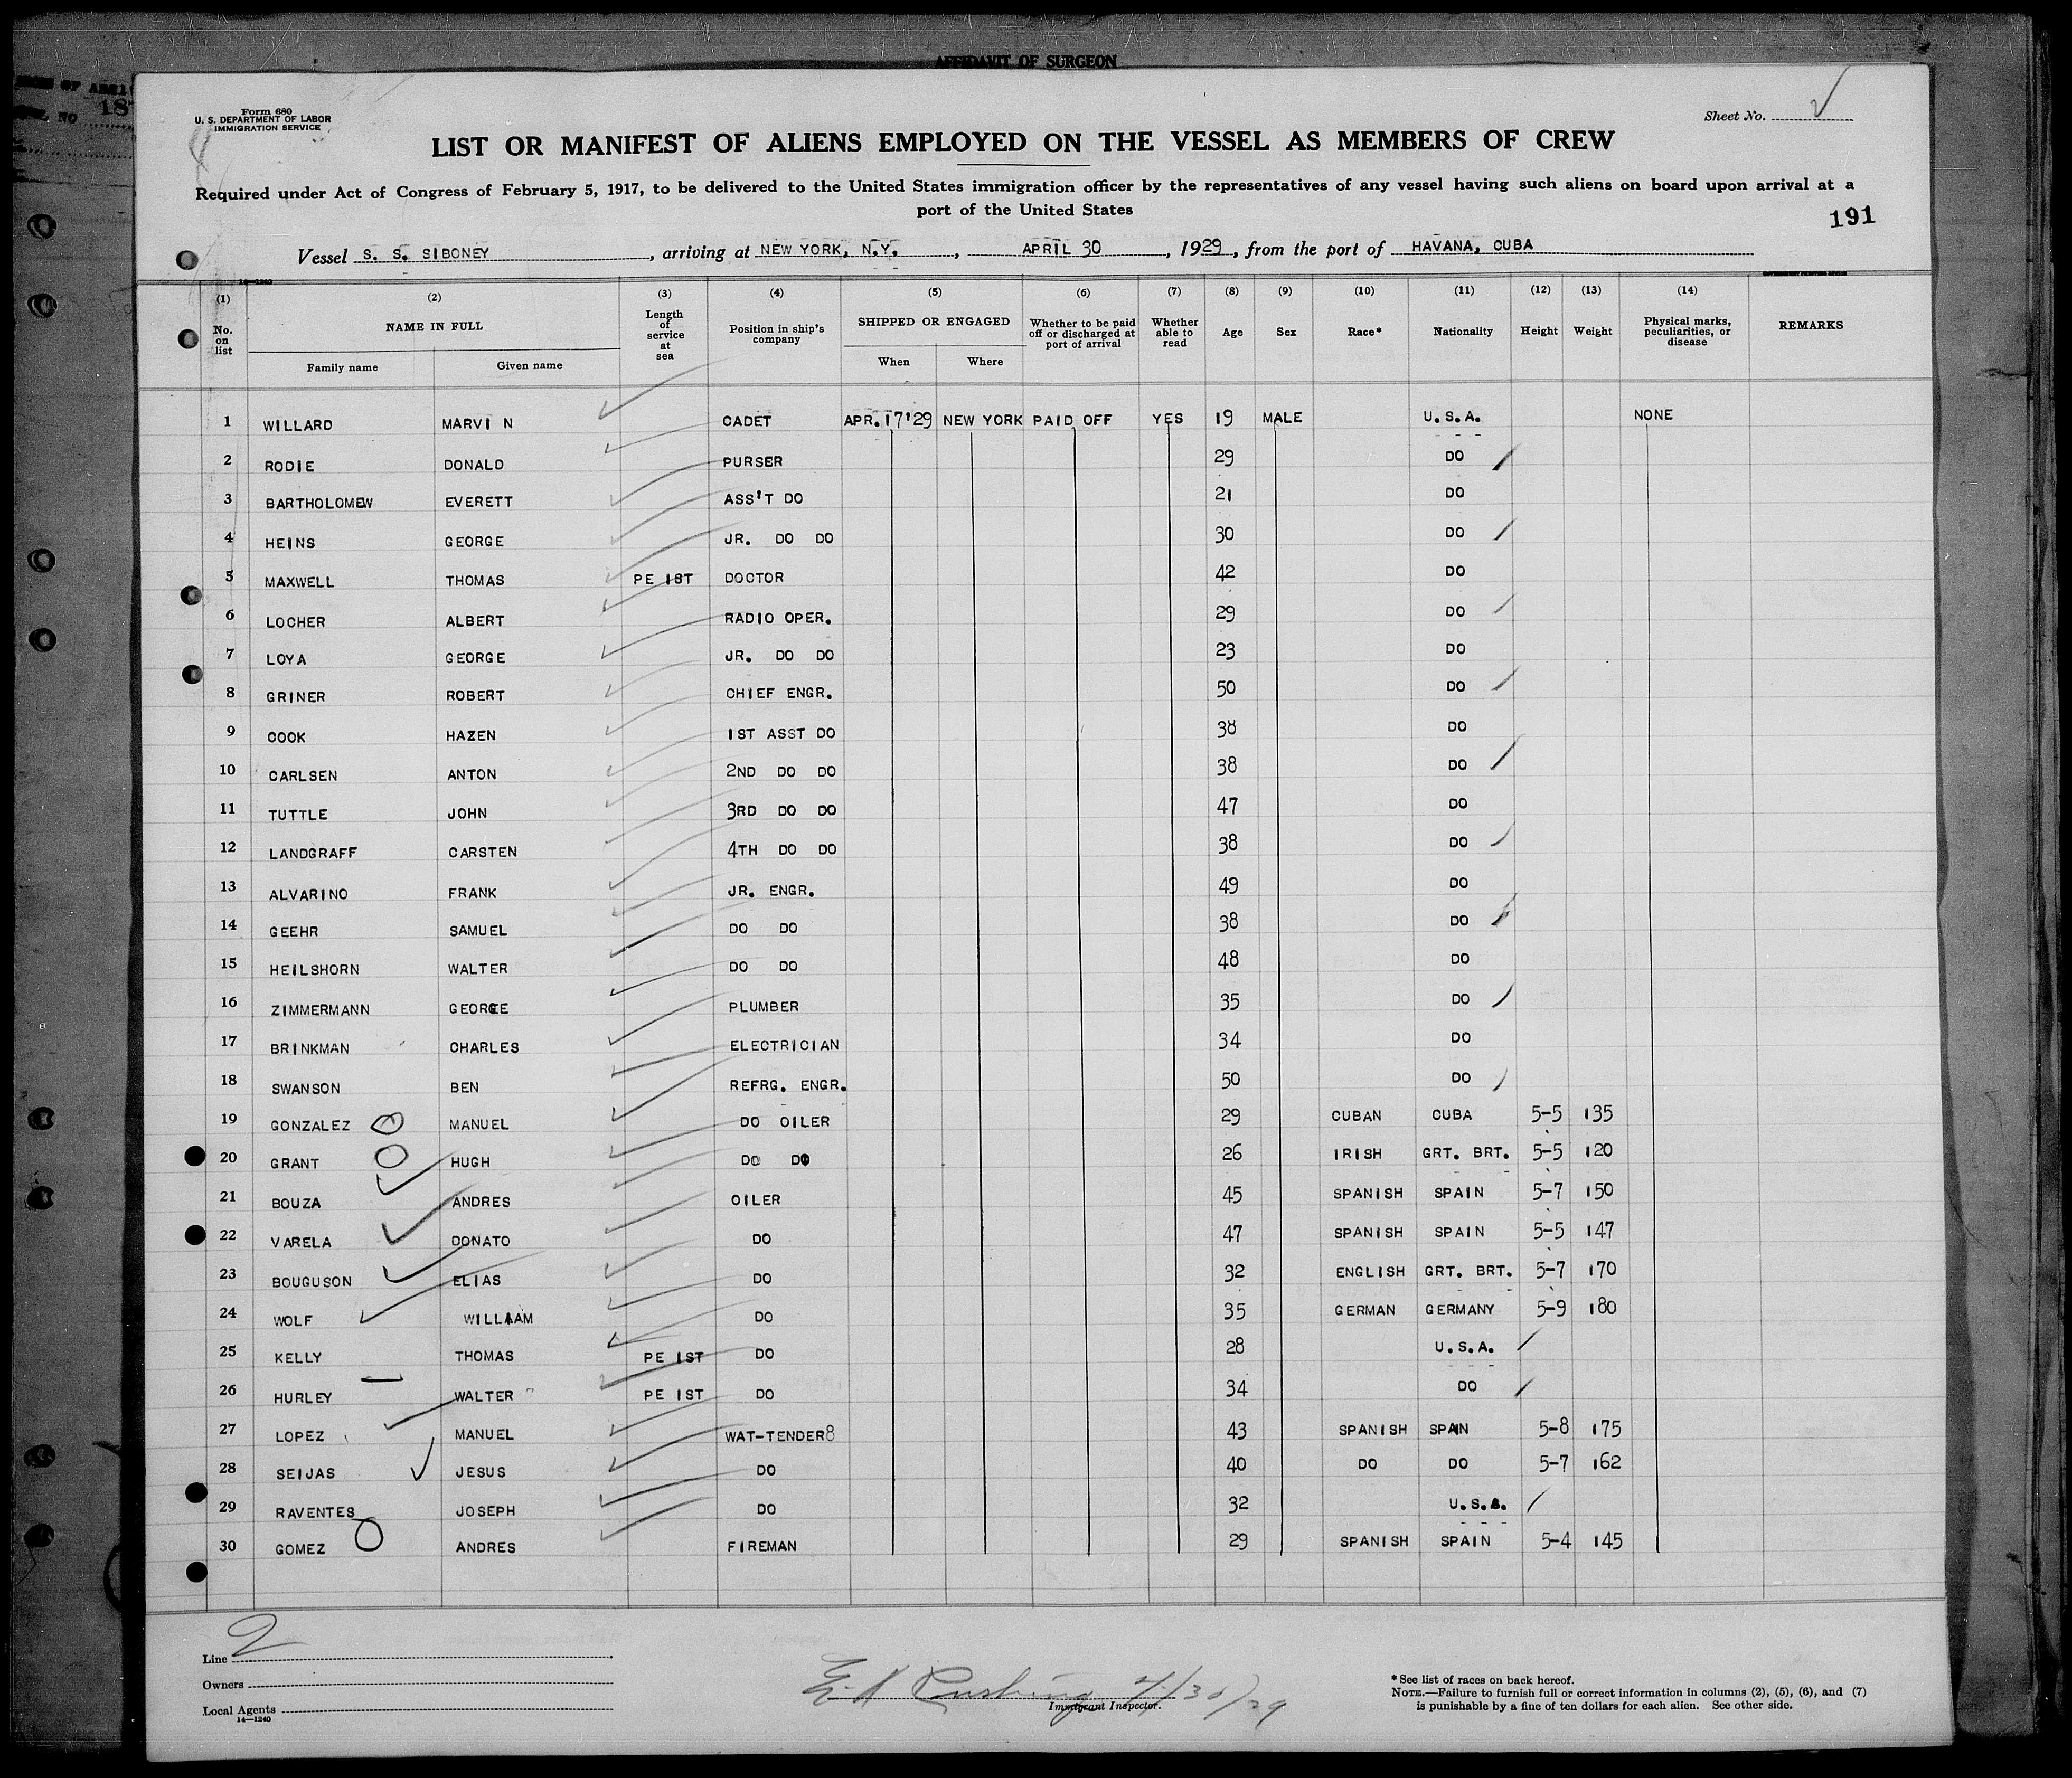 AFFIDAVIT OF SURGEON
Form 680
U. S. DEPARTMENT OF LABOR
IMMIGRATION SERVICE
Sheet No.
LIST OR MANIFEST OF ALIENS EMPLOYED ON THE VESSEL AS MEMBERS OF CREW
Required under Act of Congress of February 5, 1917, to be delivered to the United States immigration officer by the representatives of any vessel having such aliens on board upon arrival at a
port of the United States
191
Vessel S. S. SIBONEY, arriving at NEW YORK, N.Y., APRIL 30, 1929, from the port of HAVANA, CUBA
14—1240
(1) (2) (3) (4) (5) (6) (7) (8) (9) (10) (11) (12) (13) (14)
No. on list NAME IN FULL Length of service at sea Position in ship's company SHIPPED OR ENGAGED Whether to be paid off or discharged at port of arrival Whether able to read Age Sex Race* Nationality Height Weight Physical marks, peculiarities, or disease REMARKS
Family name Given name When Where
1 WILLARD MARVI N CADET APR.17'29 NEW YORK PAID OFF YES 19 MALE U.S.A. NONE
2 RODIE DONALD PURSER 29 DO
3 BARTHOLOMEW EVERETT ASS'T DO 21 DO
4 HEINS GEORGE JR. DO DO 30 DO
5 MAXWELL THOMAS PE IST DOCTOR 42 DO
6 LOCHER ALBERT RADIO OPER. 29 DO
7 LOYA GEORGE JR. DO DO 23 DO
8 GRINER ROBERT CHIEF ENGR. 50 DO
9 COOK HAZEN 1ST ASST DO 38 DO
10 CARLSEN ANTON 2ND DO DO 38 DO
11 TUTTLE JOHN 3RD DO DO 47 DO
12 LANDGRAFF CARSTEN 4TH DO DO 38 DO
13 ALVARINO FRANK JR. ENGR. 49 DO
14 GEEHR SAMUEL DO DO 38 DO
15 HEILSHORN WALTER DO DO 48 DO
16 ZIMMERMANN GEORGE PLUMBER 35 DO
17 BRINKMAN CHARLES ELECTRICIAN 34 DO
18 SWANSON BEN REFRG. ENGR. 50 DO
19 GONZALEZ MANUEL DO OILER 29 CUBAN CUBA 5-5 135
20 GRANT HUGH DO DO 26 IRISH GRT. BRT. 5-5 120
21 BOUZA ANDRES OILER 45 SPANISH SPAIN 5-7 150
22 VARELA DONATO DO 47 SPANISH SPAIN 5-5 147
23 BOUGUSON ELIAS DO 32 ENGLISH GRT. BRT. 5-7 170
24 WOLF WILLIAM DO 35 GERMAN GERMANY 5-9 180
25 KELLY THOMAS PE IST DO 28 U.S.A.
26 HURLEY WALTER PE IST DO 34 DO
27 LOPEZ MANUEL WAT-TENDER8 43 SPANISH SPAIN 5-8 175
28 SEIJAS JESUS DO 40 DO DO 5-7 162
29 RAVENTES JOSEPH DO 32 U.S.A.
30 GOMEZ ANDRES FIREMAN 29 SPANISH SPAIN 5-4 145
Line 2
Owners
Local Agents
14—1240
4/30/29
Immigrant Inspector.
*See list of races on back hereof.
NOTE.—Failure to furnish full or correct information in columns (2), (5), (6), and (7)
is punishable by a fine of ten dollars for each alien. See other side.